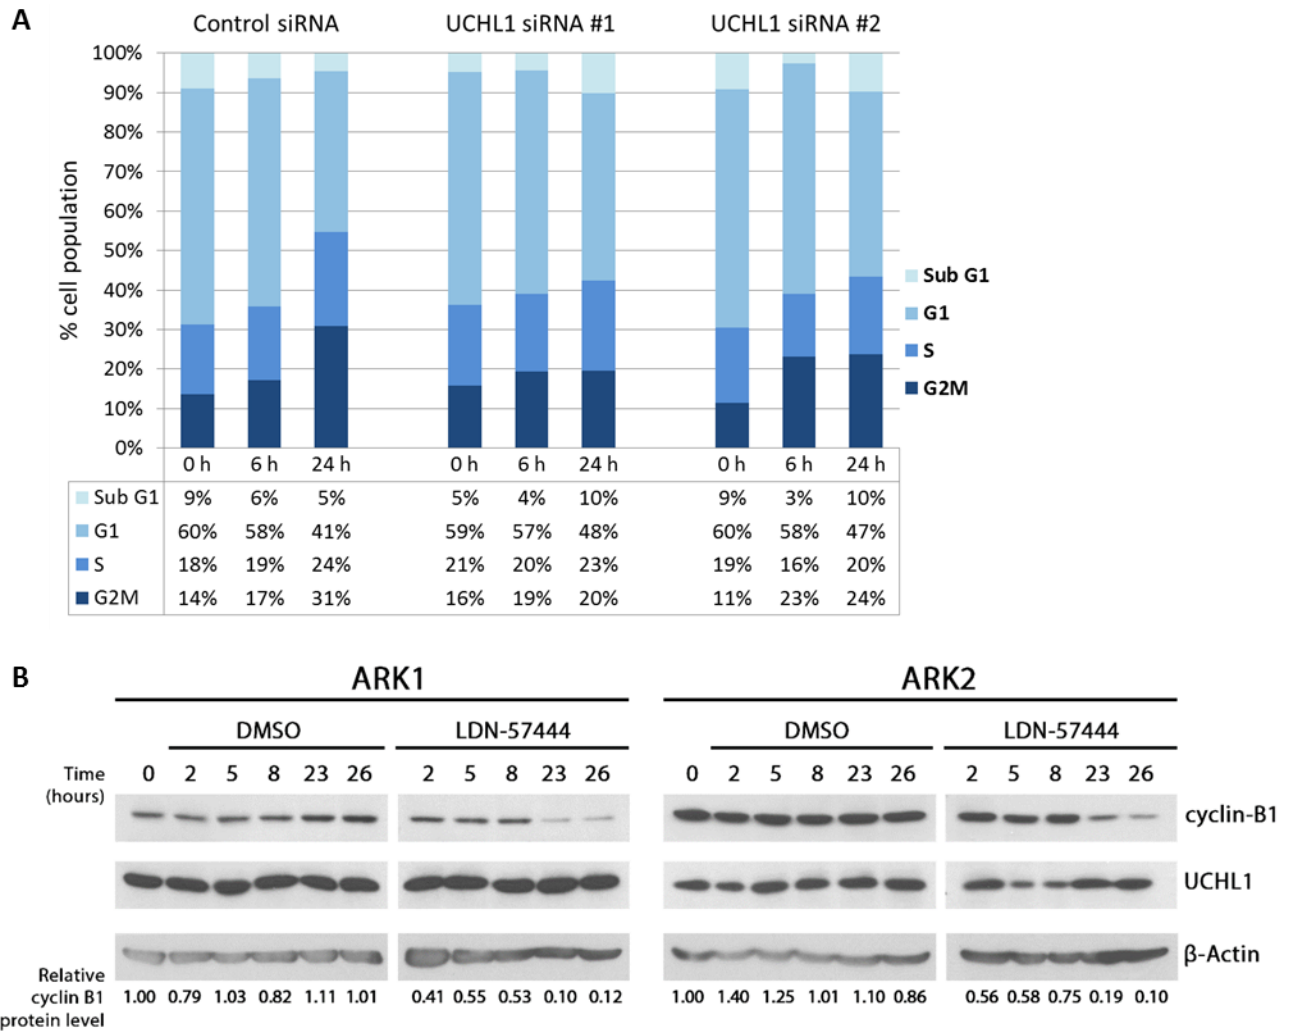 A
Control siRNA UCHL1 siRNA #1 UCHL1 siRNA #2
100%
90%
80%
70%
60%
50%
40%
30%
20%
10%
0%
% cell population
Sub G1
G1
S
G2M
0 h 6 h 24 h 0 h 6 h 24 h 0 h 6 h 24 h
Sub G1 9% 6% 5% 5% 4% 10% 9% 3% 10%
G1 60% 58% 41% 59% 57% 48% 60% 58% 47%
S 18% 19% 24% 21% 20% 23% 19% 16% 20%
G2M 14% 17% 31% 16% 19% 20% 11% 23% 24%
B
ARK1 ARK2
DMSO LDN-57444 DMSO LDN-57444
Time 0 2 5 8 23 26 2 5 8 23 26 0 2 5 8 23 26 2 5 8 23 26
(hours)
cyclin-B1
UCHL1
β-Actin
Relative
cyclin B1 1.00 0.79 1.03 0.82 1.11 1.01 0.41 0.55 0.53 0.10 0.12 1.00 1.40 1.25 1.01 1.10 0.86 0.56 0.58 0.75 0.19 0.10
protein level